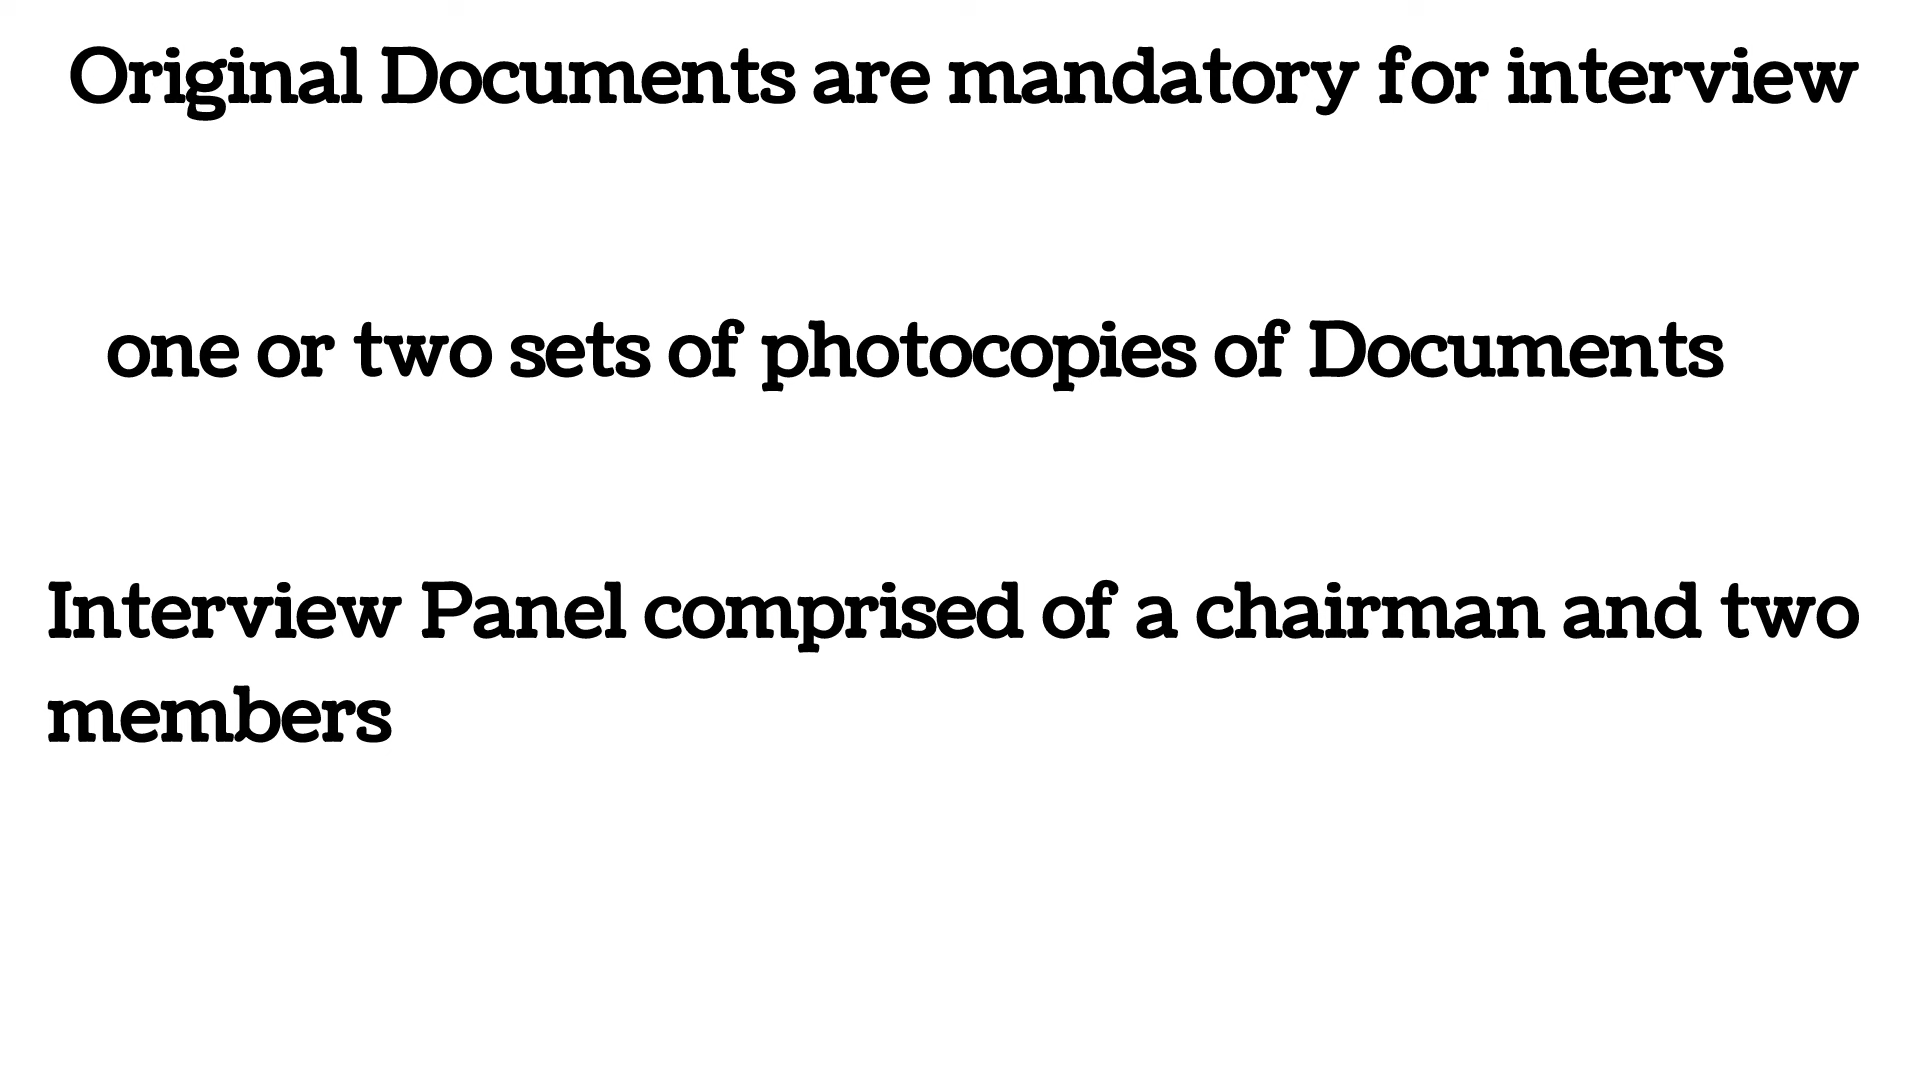 Original Documents are mandatory for interview
one or two sets of photocopies of Documents
Interview Panel comprised of a chairman and two
members